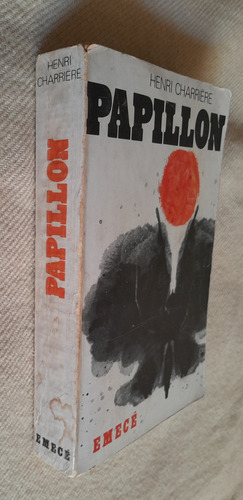 HENRI
CHARRIÈRE
PAPILLON
EMECÉ
HENRI CHARRIÈRE
PAPILLON
EMECÉ